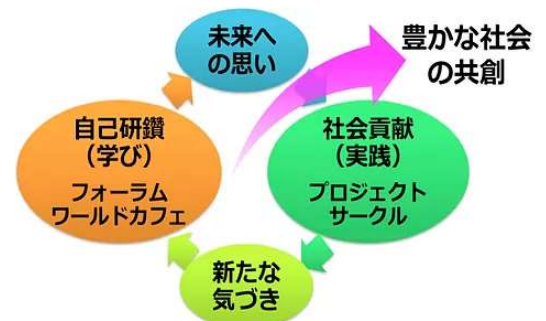 未来へ
の思い
豊かな社会
の共創
自己研鑽
（学び）
フォーラム
ワールドカフェ
社会貢献
（実践）
プロジェクト
サークル
新たな
気づき